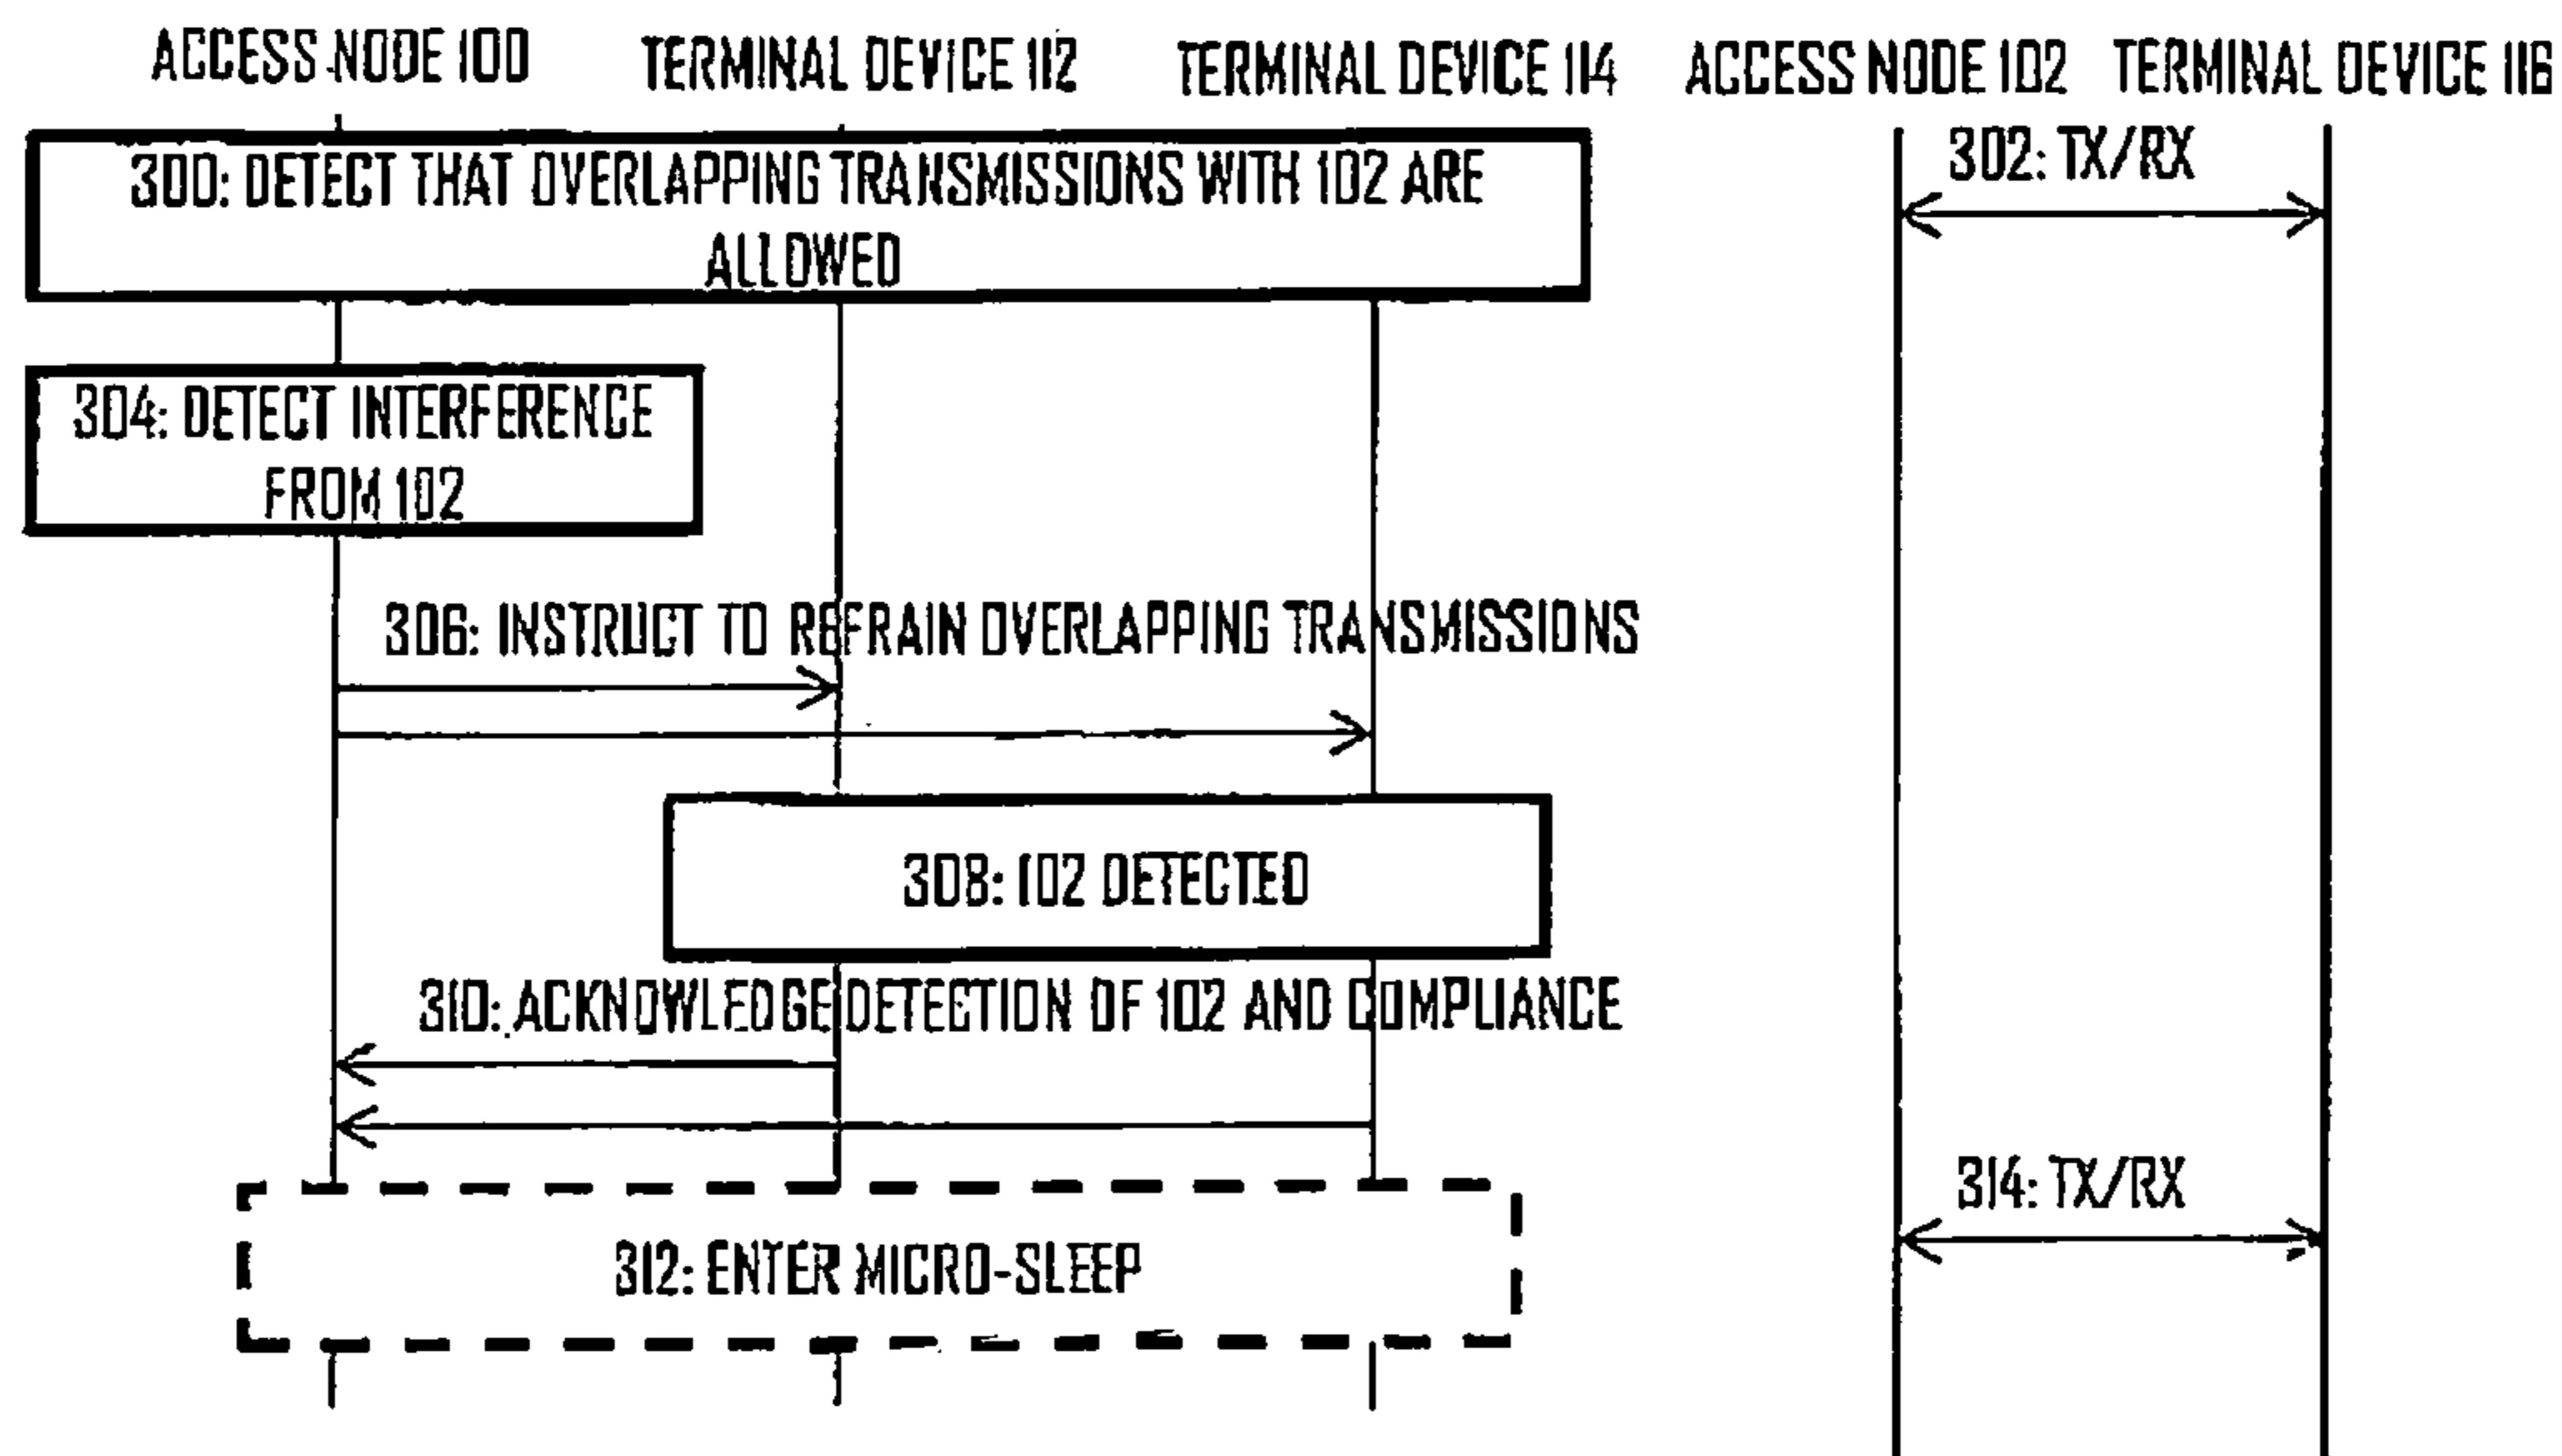 ACCESS NODE 100
TERMINAL DEVICE 112
TERMINAL DEVICE 114
ACCESS NODE 102
TERMINAL DEVICE 116
300: DETECT THAT OVERLAPPING TRANSMISSIONS WITH 102 ARE
ALLOWED
302: TX/RX
304: DETECT INTERFERENCE
FROM 102
306: INSTRUCT TO REFRAIN OVERLAPPING TRANSMISSIONS
308: 102 DETECTED
310: ACKNOWLEDGE DETECTION OF 102 AND COMPLIANCE
314: TX/RX
312: ENTER MICRO-SLEEP